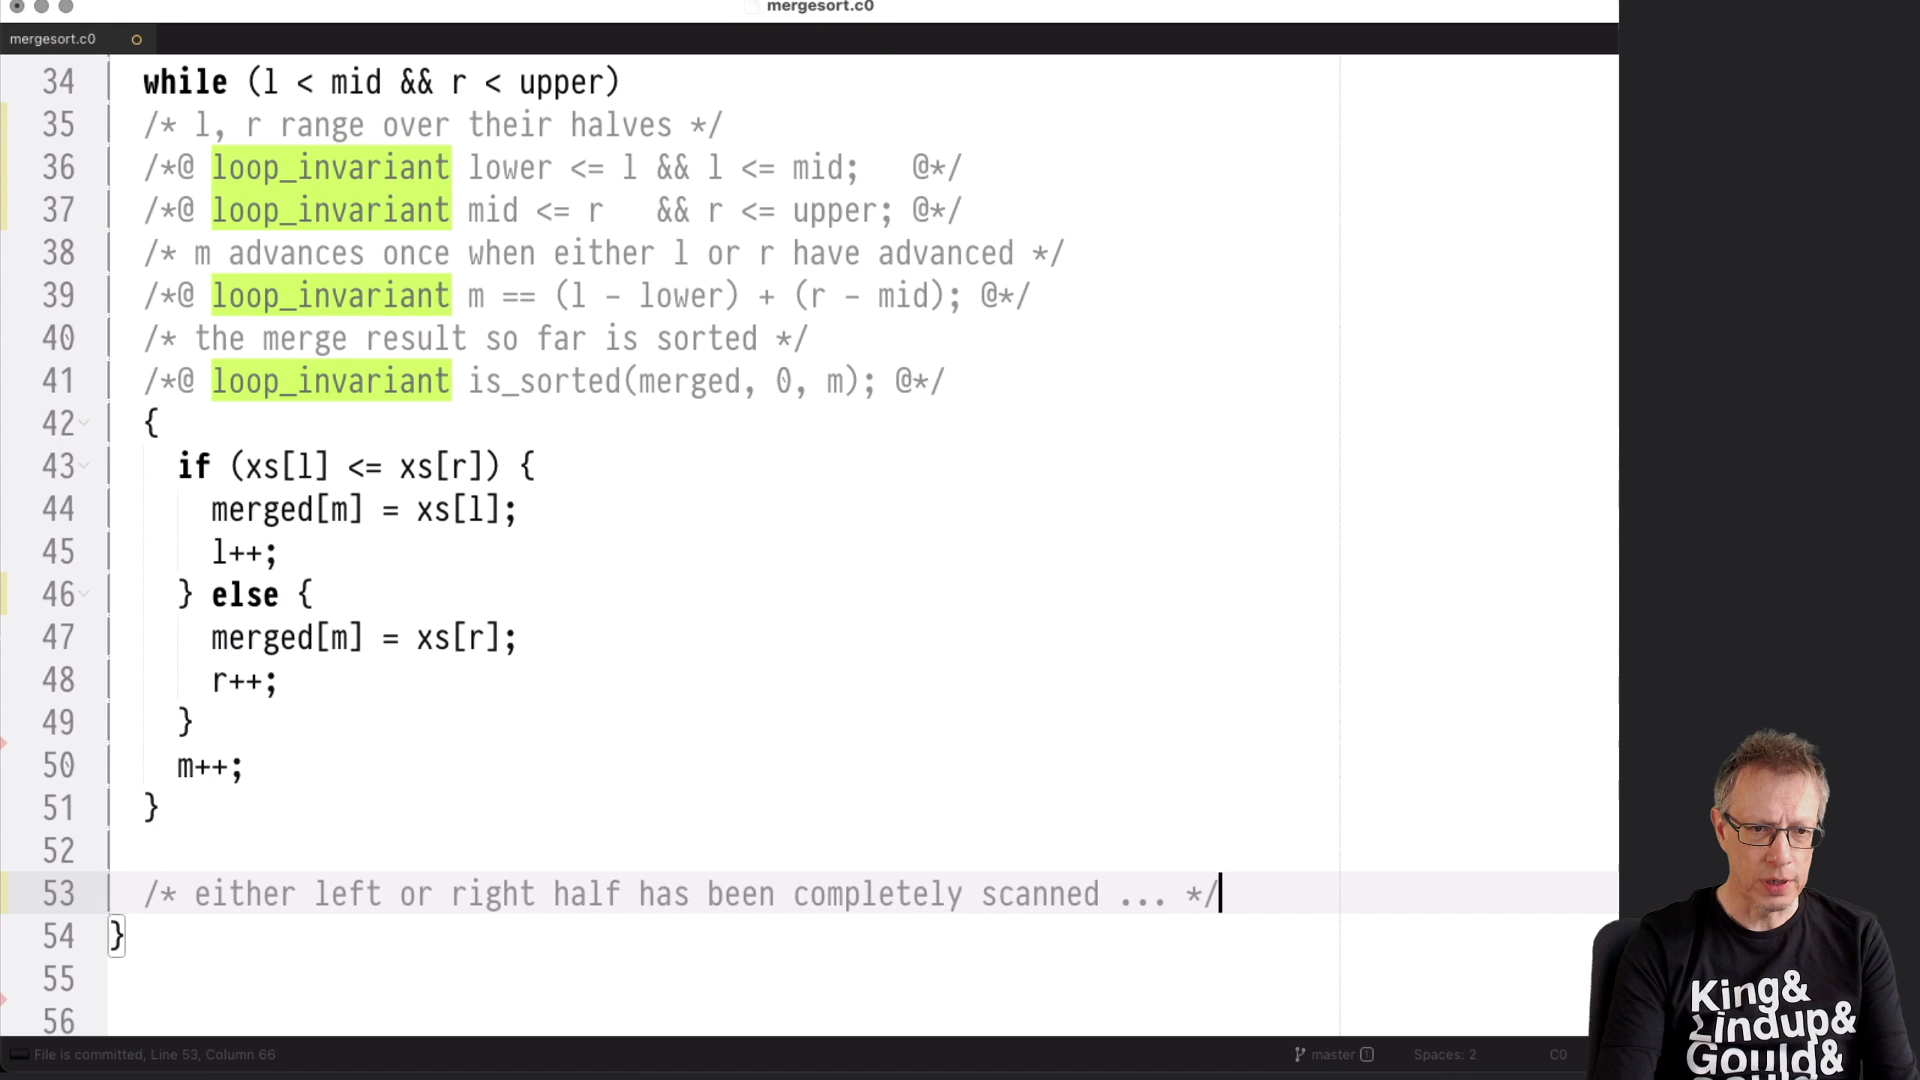 mergesort.c0
mergesort.c0
34 while (l < mid && r < upper)
35 /* l, r range over their halves */
36 /*@ loop_invariant lower <= l && l <= mid;   @*/
37 /*@ loop_invariant mid <= r   && r <= upper; @*/
38 /* m advances once when either l or r have advanced */
39 /*@ loop_invariant m == (l - lower) + (r - mid); @*/
40 /* the merge result so far is sorted */
41 /*@ loop_invariant is_sorted(merged, 0, m); @*/
42 {
43 if (xs[l] <= xs[r]) {
44 merged[m] = xs[l];
45 l++;
46 } else {
47 merged[m] = xs[r];
48 r++;
49 }
50 m++;
51 }
52
53 /* either left or right half has been completely scanned ... */
54 }
55
56
King&
Lindup&
Gould&
File is committed, Line 53, Column 66
master 1
Spaces: 2
C0